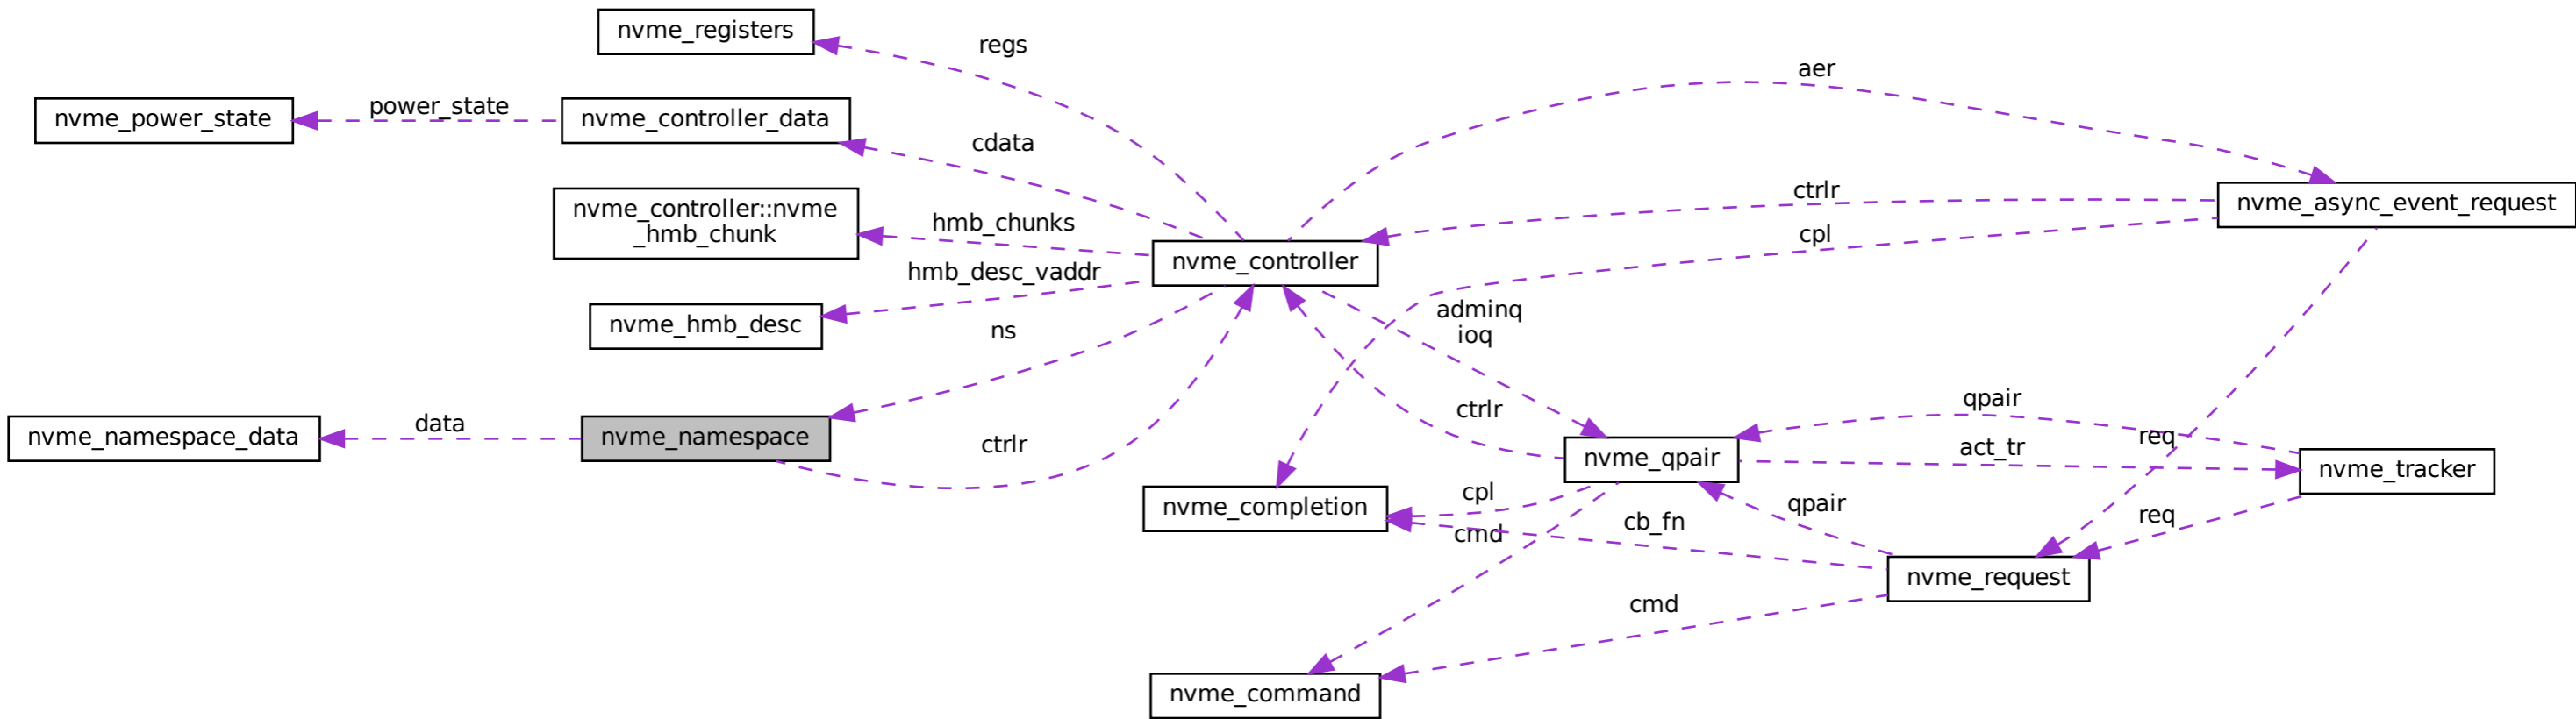 nvme_registers
regs
aer
nvme_power_state
power_state
nvme_controller_data
cdata
nvme_controller::nvme
_hmb_chunk
hmb_chunks
ctrlr
nvme_async_event_request
cpl
nvme_controller
hmb_desc_vaddr
nvme_hmb_desc
ns
adminq
ioq
nvme_namespace_data
data
nvme_namespace
ctrlr
ctrlr
qpair
req
act_tr
nvme_qpair
nvme_tracker
nvme_completion
cpl
cmd
cb_fn
qpair
req
nvme_request
cmd
nvme_command